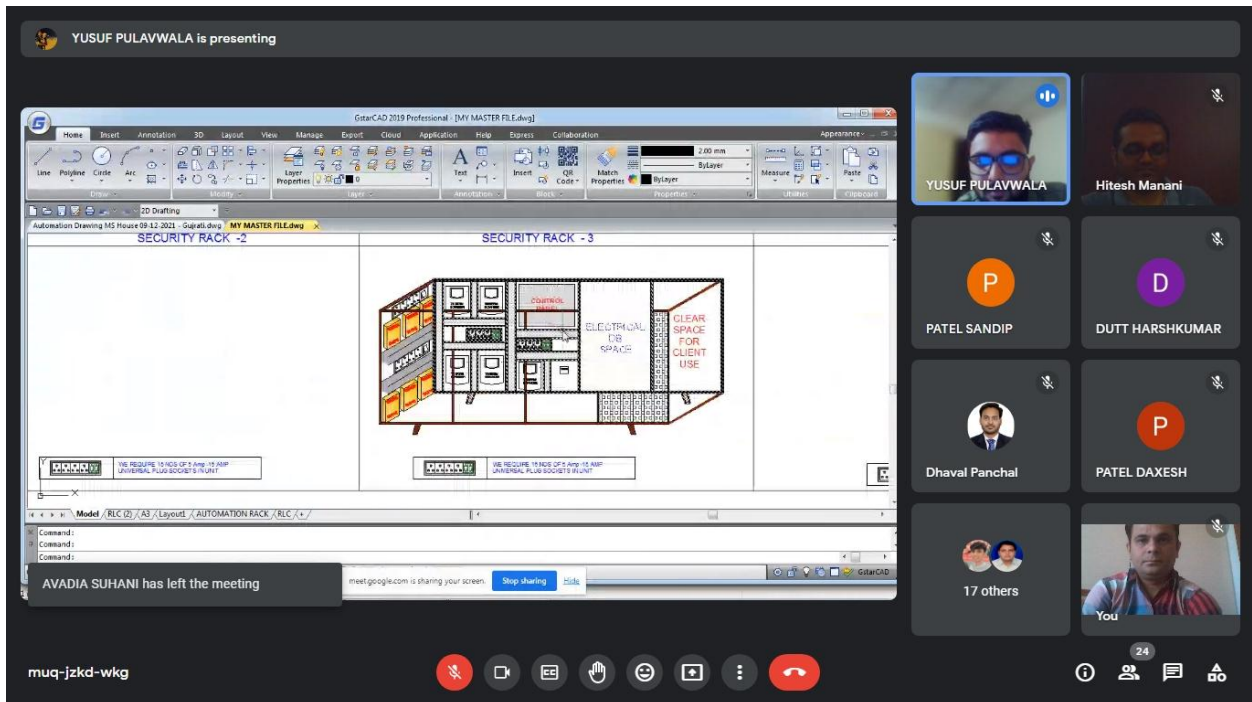 YUSUF PULAVWALA is presenting
GstarCAD 2019 Professional - [MY MASTER FILE.dwg]
Home Insert Annotation 3D Layout View Manage Export Cloud Application Help Express Collaboration Appearance
Line Polyline Circle Arc
Layer Properties
0
Text
Insert
QR Code
Match Properties
2.00 mm
ByLayer
ByLayer
Measure
Paste
Draw Modify Layer Annotation Block Properties Utilities Clipboard
2D Drafting
Automation Drawing MS House 09-12-2021 - Gujrati.dwg MY MASTER FILE.dwg
SECURITY RACK -2
SECURITY RACK - 3
CONTROL
PANEL
ELECTRICAL
DB
SPACE
CLEAR
SPACE
FOR
CLIENT
USE
WE REQUIRE 15 NOS OF 5 Amp -15 AMP
UNIVERSAL PLUG SOCKETS IN UNIT
WE REQUIRE 15 NOS OF 5 Amp -15 AMP
UNIVERSAL PLUG SOCKETS IN UNIT
Y
X
Model RLC (2) A3 Layout1 AUTOMATION RACK RLC +
Command:
Command:
Command:
GstarCAD
meet.google.com is sharing your screen. Stop sharing Hide
AVADIA SUHANI has left the meeting
YUSUF PULAVWALA
Hitesh Manani
P
PATEL SANDIP
D
DUTT HARSHKUMAR
Dhaval Panchal
P
PATEL DAXESH
17 others
You
muq-jzkd-wkg
CC
24